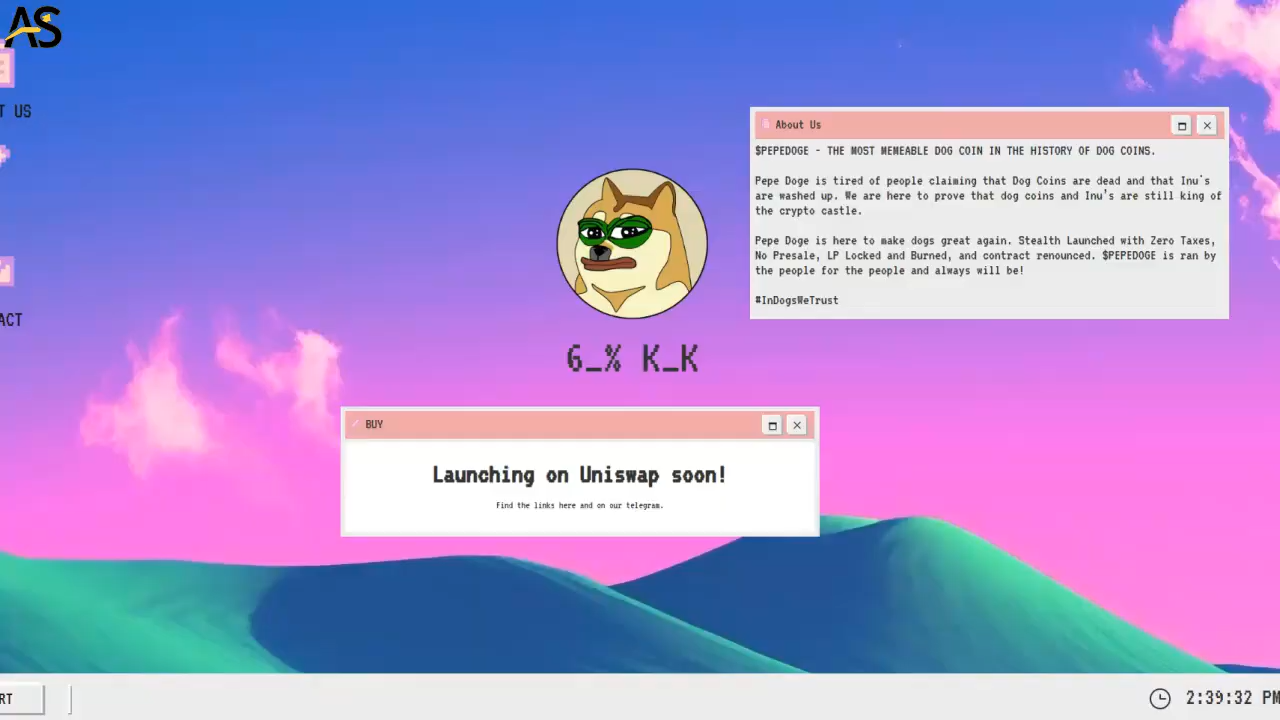 AS
T US
About Us
$PEPEDOGE - THE MOST MEMEABLE DOG COIN IN THE HISTORY OF DOG COINS.
Pepe Doge is tired of people claiming that Dog Coins are dead and that Inu's
are washed up. We are here to prove that dog coins and Inu's are still king of
the crypto castle.
Pepe Doge is here to make dogs great again. Stealth Launched with Zero Taxes,
No Presale, LP Locked and Burned, and contract renounced. $PEPEDOGE is ran by
the people for the people and always will be!
#InDogsWeTrust
ACT
6_% K_K
BUY
Launching on Uniswap soon!
Find the links here and on our telegram.
RT
2:39:32 PM